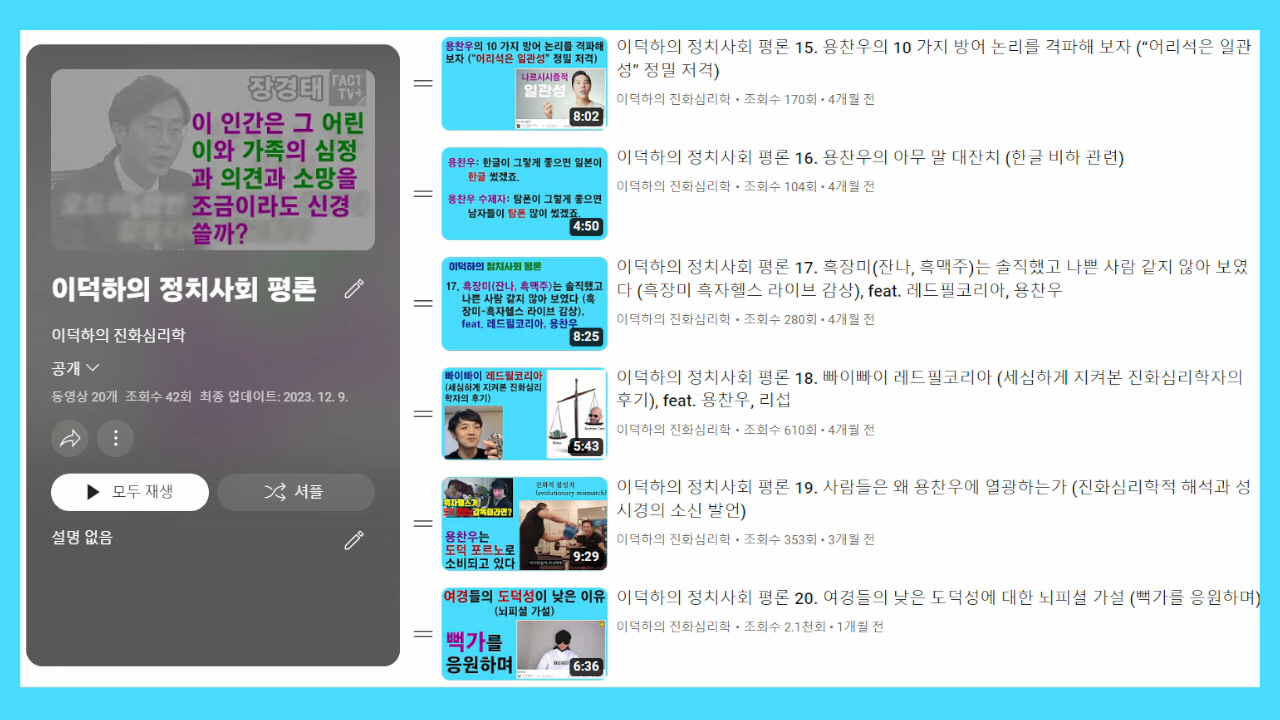 장경태
FACT
TV+
이 인간은 그 어린
이와 가족의 심정
과 의견과 소망을
조금이라도 신경
쓸까?
이덕하의 정치사회 평론
이덕하의 진화심리학
공개
동영상 20개 조회수 42회 최종 업데이트: 2023. 12. 9.
모두 재생
셔플
설명 없음
용찬우의 10 가지 방어 논리를 격파해
보자 (“어리석은 일관성” 정밀 저격)
나르시시즘적
일관성
8:02
이덕하의 정치사회 평론 15. 용찬우의 10 가지 방어 논리를 격파해 보자 (“어리석은 일관
성” 정밀 저격)
이덕하의 진화심리학 • 조회수 170회 • 4개월 전
용찬우: 한글이 그렇게 좋으면 일본이
한글 썼겠죠.
용찬우 수제자: 탐폰이 그렇게 좋으면
남자들이 탐폰 많이 썼겠죠.
4:50
이덕하의 정치사회 평론 16. 용찬우의 아무 말 대잔치 (한글 비하 관련)
이덕하의 진화심리학 • 조회수 104회 • 4개월 전
이덕하의 정치사회 평론
17. 흑장미(잔나, 흑맥주)는 솔직했고
나쁜 사람 같지 않아 보였다 (흑
장미-흑자헬스 라이브 감상),
feat. 레드필코리아, 용찬우
8:25
이덕하의 정치사회 평론 17. 흑장미(잔나, 흑맥주)는 솔직했고 나쁜 사람 같지 않아 보였
다 (흑장미 흑자헬스 라이브 감상), feat. 레드필코리아, 용찬우
이덕하의 진화심리학 • 조회수 280회 • 4개월 전
빠이빠이 레드필코리아
(세심하게 지켜본 진화심리
학자의 후기)
5:43
이덕하의 정치사회 평론 18. 빠이빠이 레드필코리아 (세심하게 지켜본 진화심리학자의
후기), feat. 용찬우, 리섭
이덕하의 진화심리학 • 조회수 610회 • 4개월 전
진화적 불일치
(evolutionary mismatch)
흑자헬스가
감독이라면?
용찬우는
도덕 포르노로
소비되고 있다
9:29
이덕하의 정치사회 평론 19. 사람들은 왜 용찬우에 열광하는가 (진화심리학적 해석과 성
시경의 소신 발언)
이덕하의 진화심리학 • 조회수 353회 • 3개월 전
여경들의 도덕성이 낮은 이유
(뇌피셜 가설)
뻑가를
응원하며
6:36
이덕하의 정치사회 평론 20. 여경들의 낮은 도덕성에 대한 뇌피셜 가설 (뻑가를 응원하며)
이덕하의 진화심리학 • 조회수 2.1천회 • 1개월 전